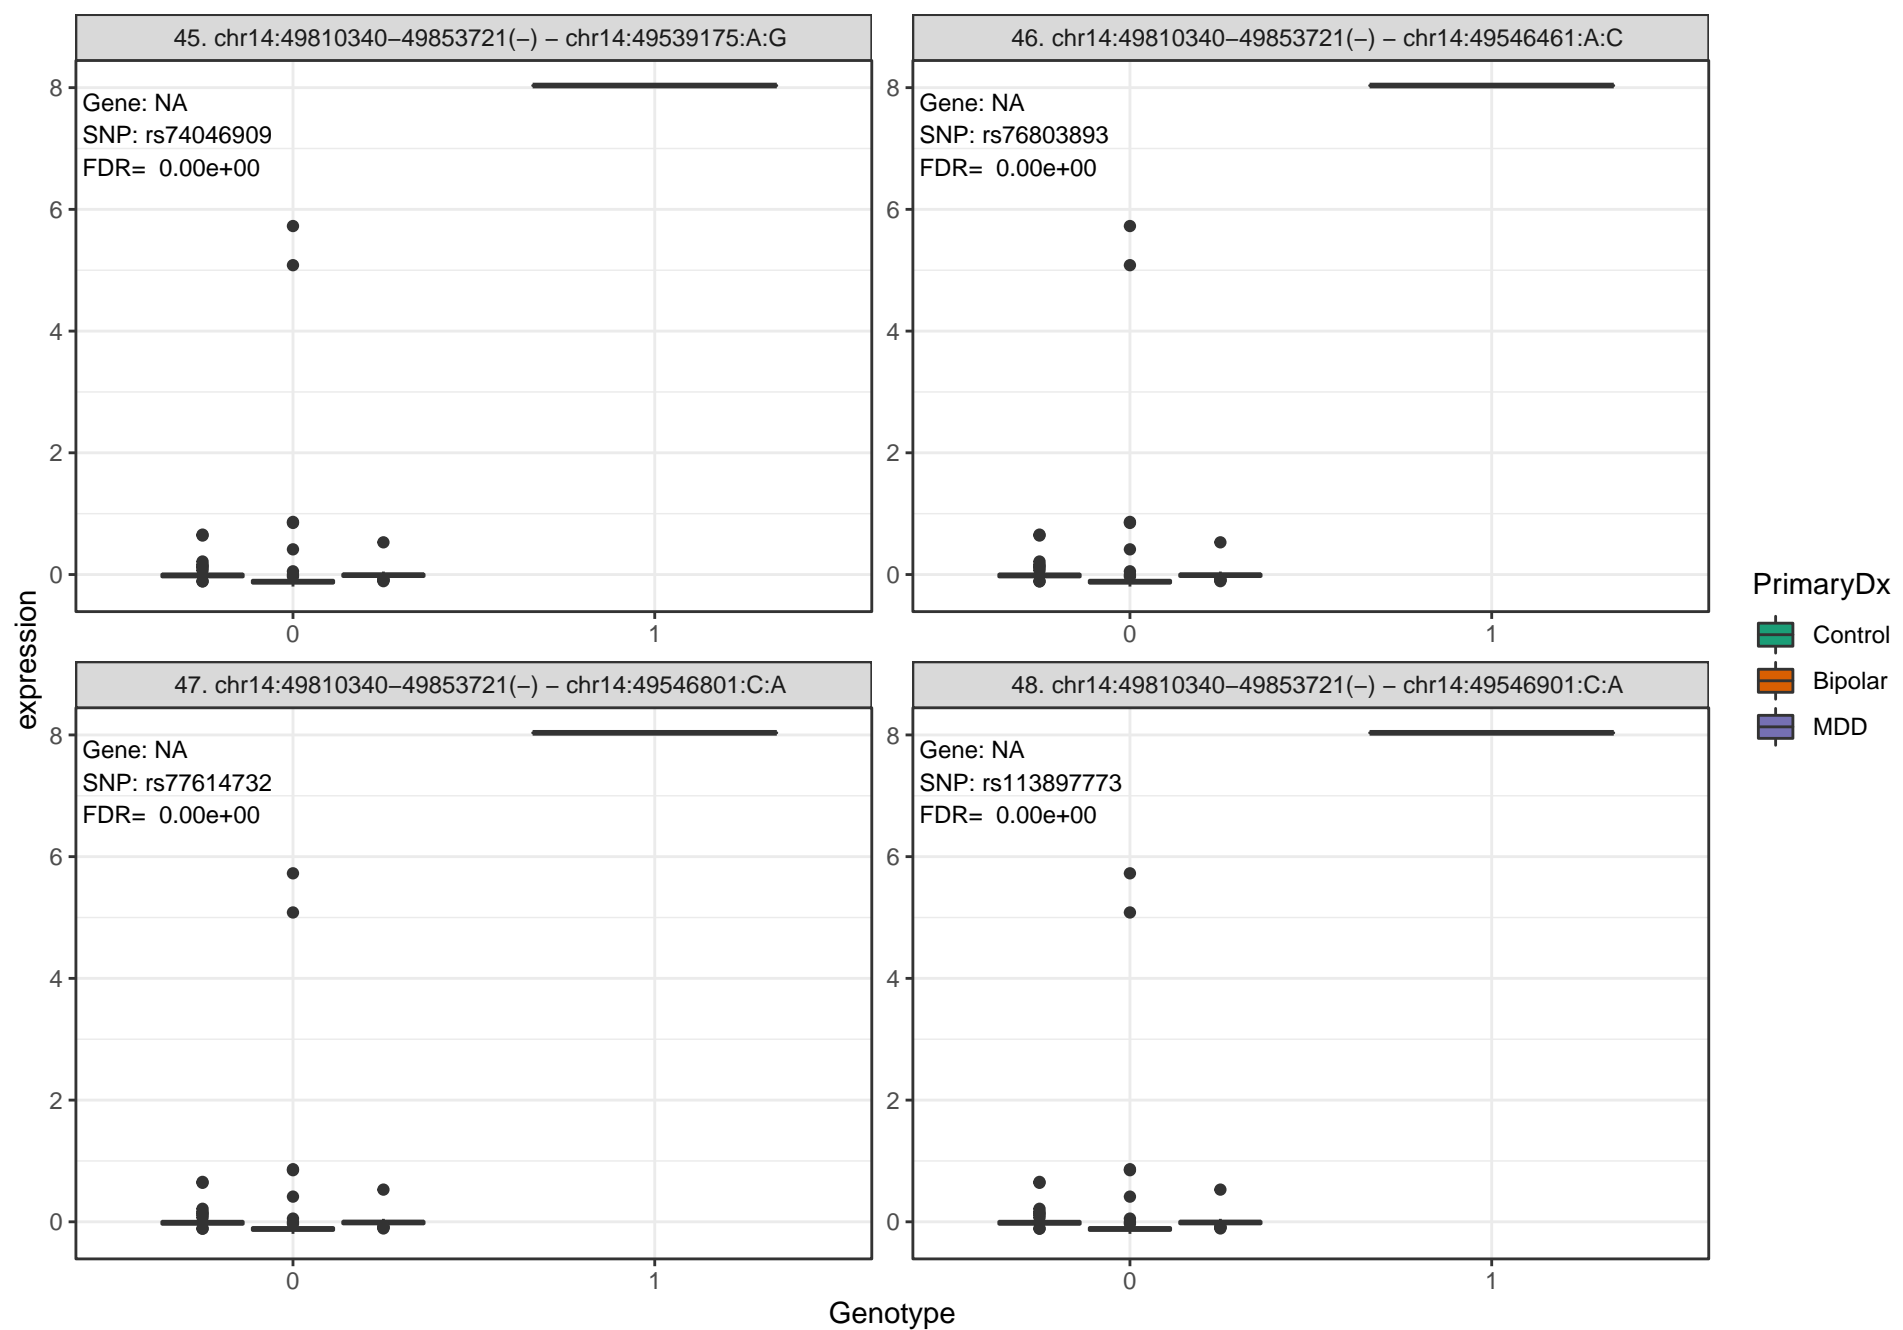 45. chr14:49810340−49853721(−) − chr14:49539175:A:G
46. chr14:49810340−49853721(−) − chr14:49546461:A:C
Gene: NA
SNP: rs74046909
FDR= 0.00e+00
Gene: NA
SNP: rs76803893
FDR= 0.00e+00
8
6
4
2
0
0
1
8
6
4
2
0
0
1
47. chr14:49810340−49853721(−) − chr14:49546801:C:A
48. chr14:49810340−49853721(−) − chr14:49546901:C:A
Gene: NA
SNP: rs77614732
FDR= 0.00e+00
Gene: NA
SNP: rs113897773
FDR= 0.00e+00
8
6
4
2
0
0
1
8
6
4
2
0
0
1
expression
Genotype
PrimaryDx
Control
Bipolar
MDD